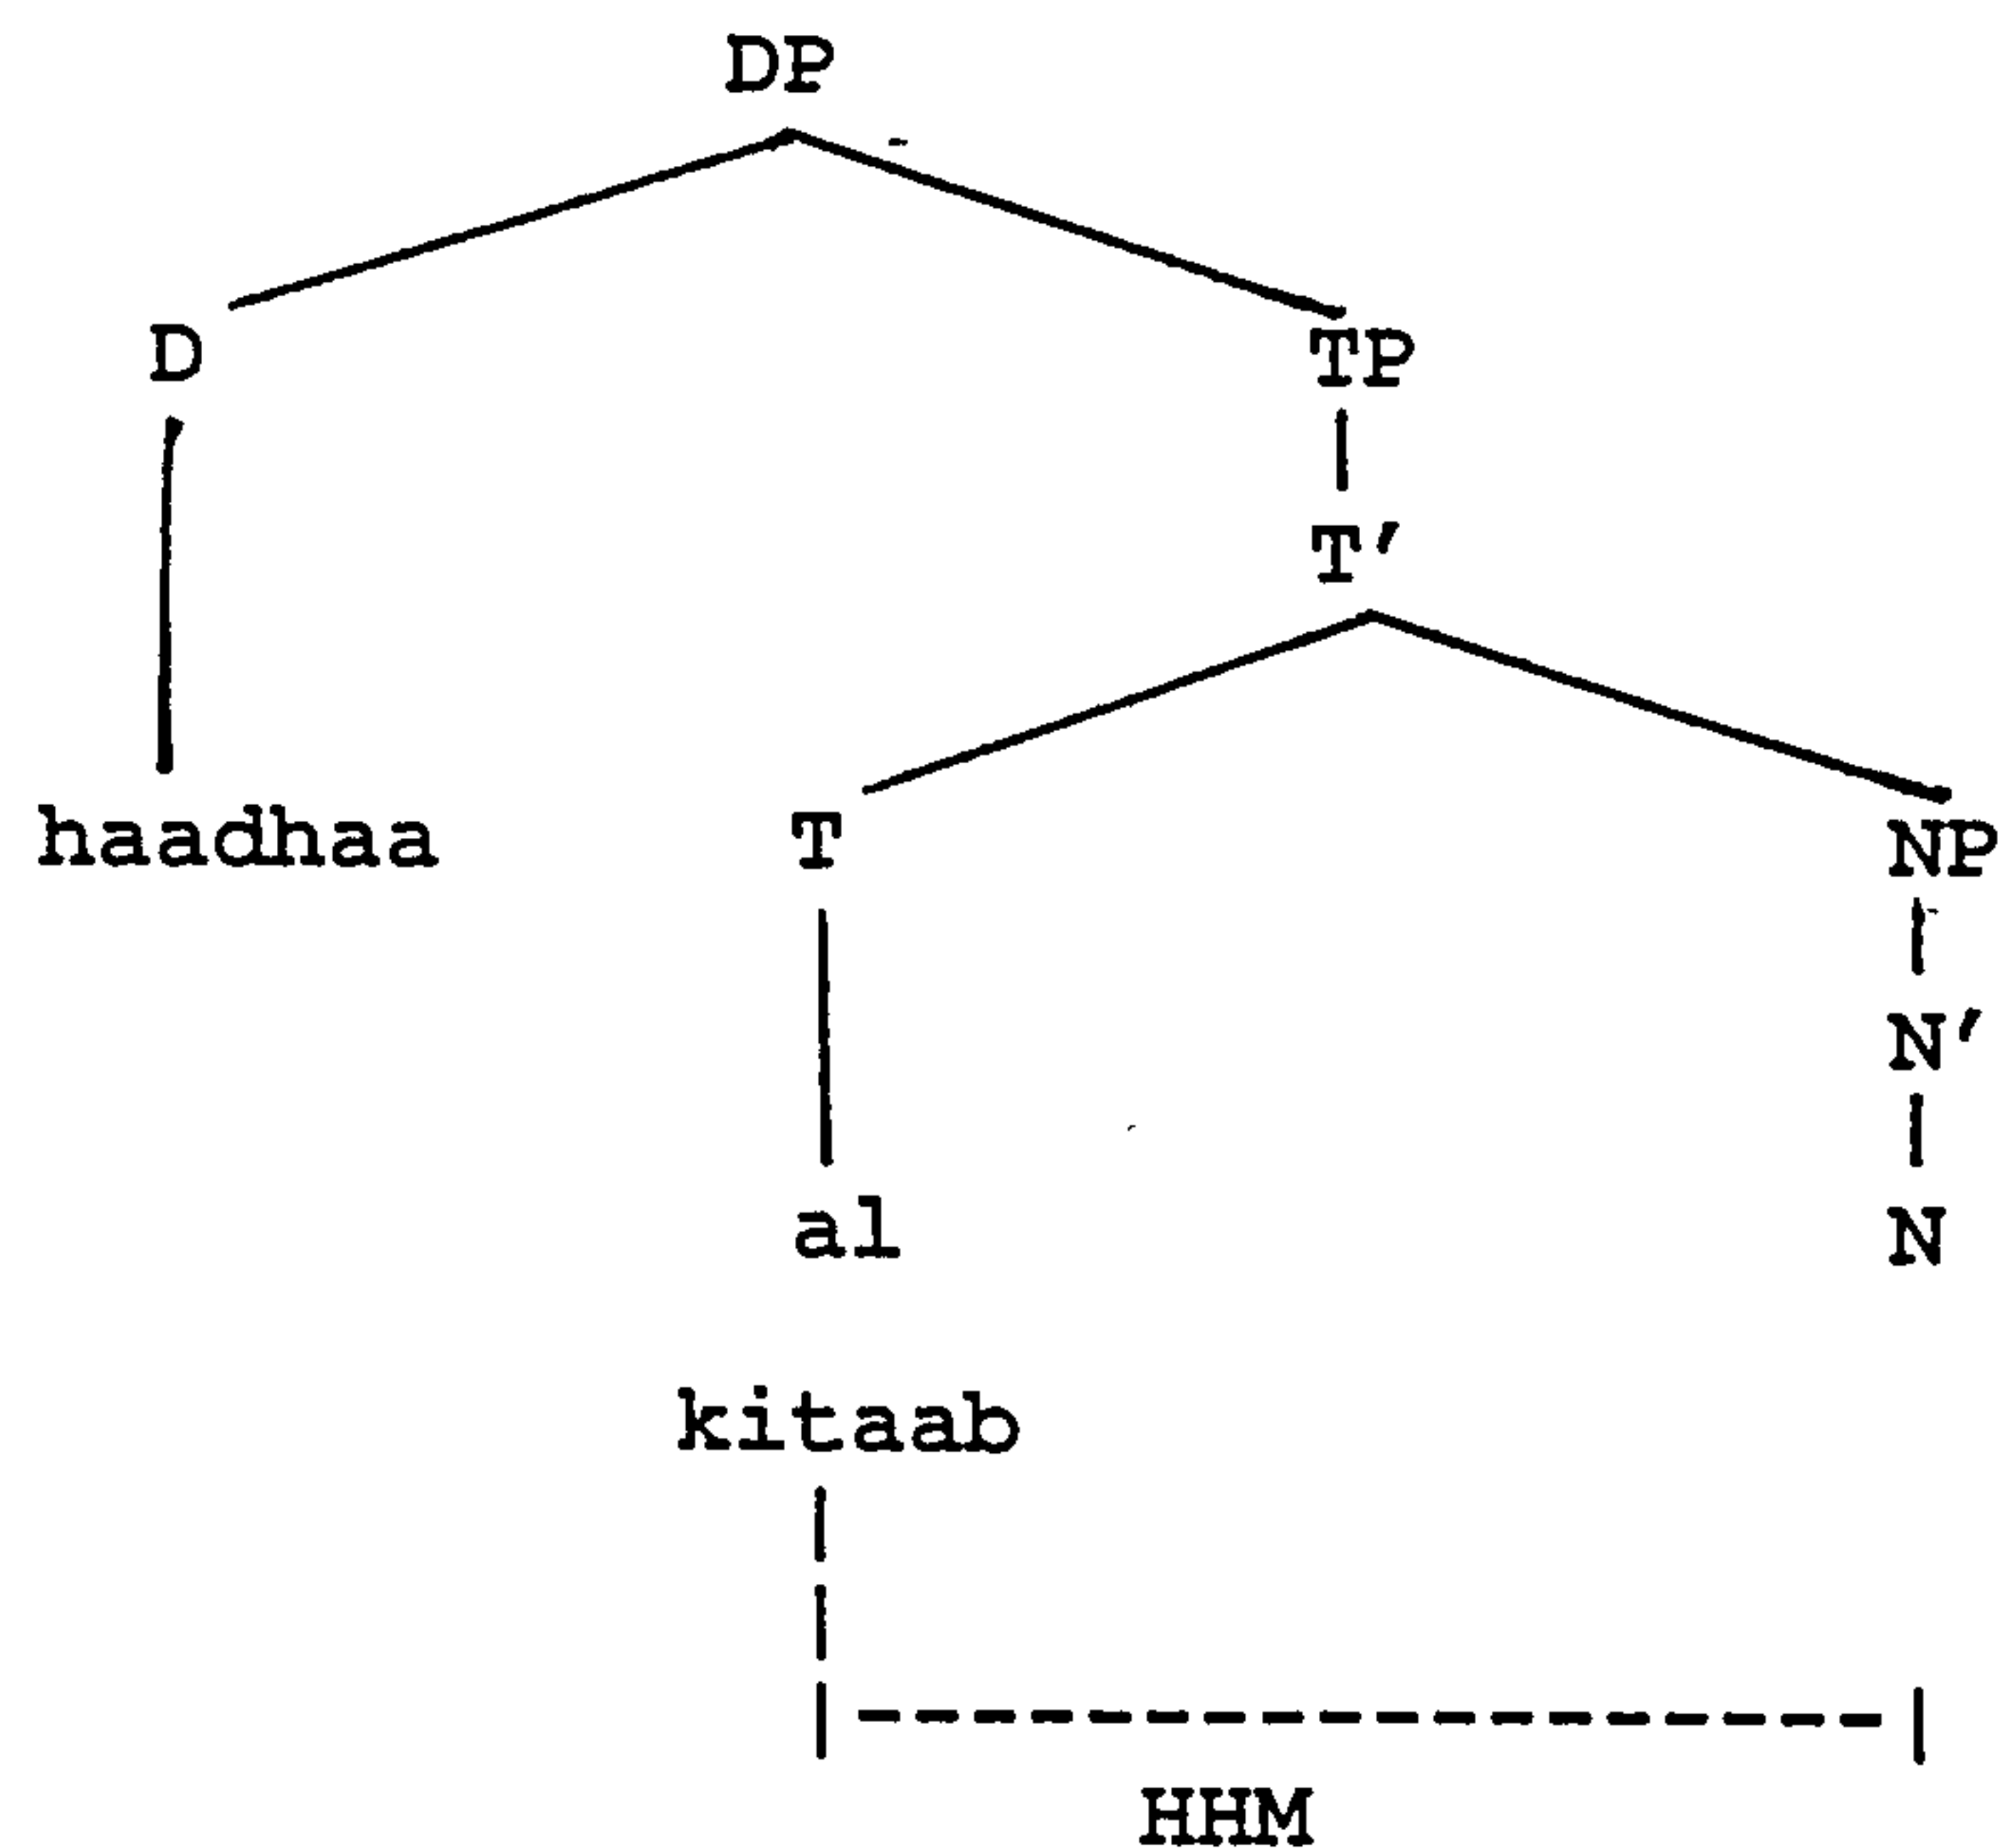 DP
D TP
T′
haadhaa T NP
N′
al N
kitaab
HHM